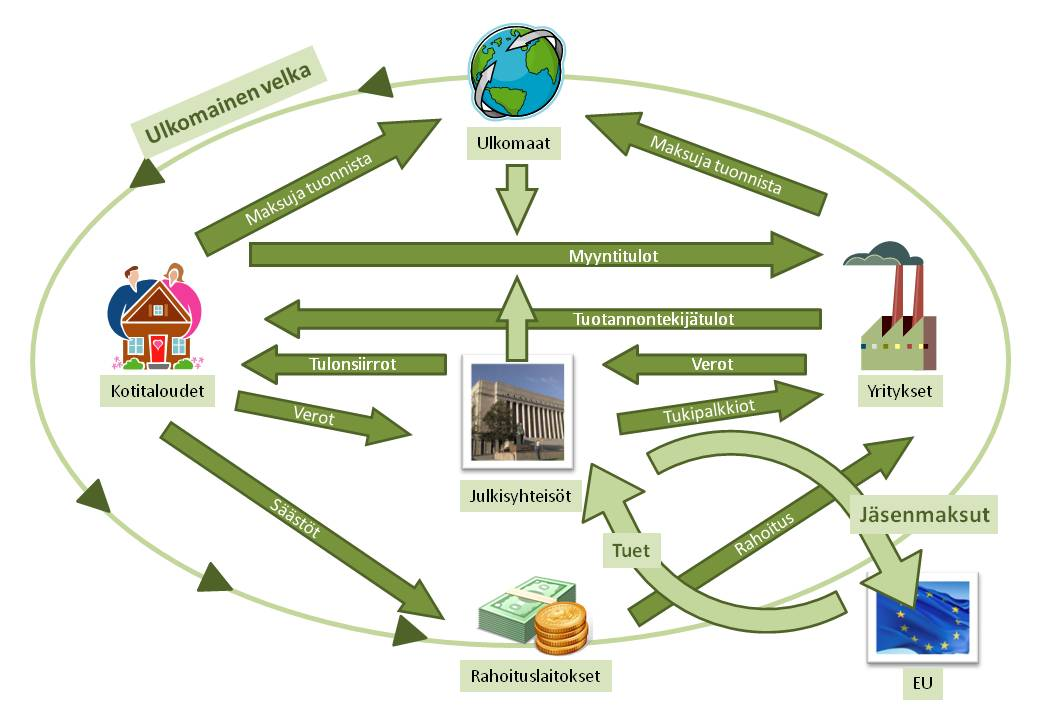 Ulkomainen velka
Ulkomaat
Maksuja tuonnista
Maksuja tuonnista
Myyntitulot
Tuotannontekijätulot
Tulonsiirrot
Verot
Kotitaloudet
Yritykset
Verot
Tukipalkkiot
Julkisyhteisöt
Säästöt
Rahoitus
Jäsenmaksut
Tuet
Rahoituslaitokset
EU